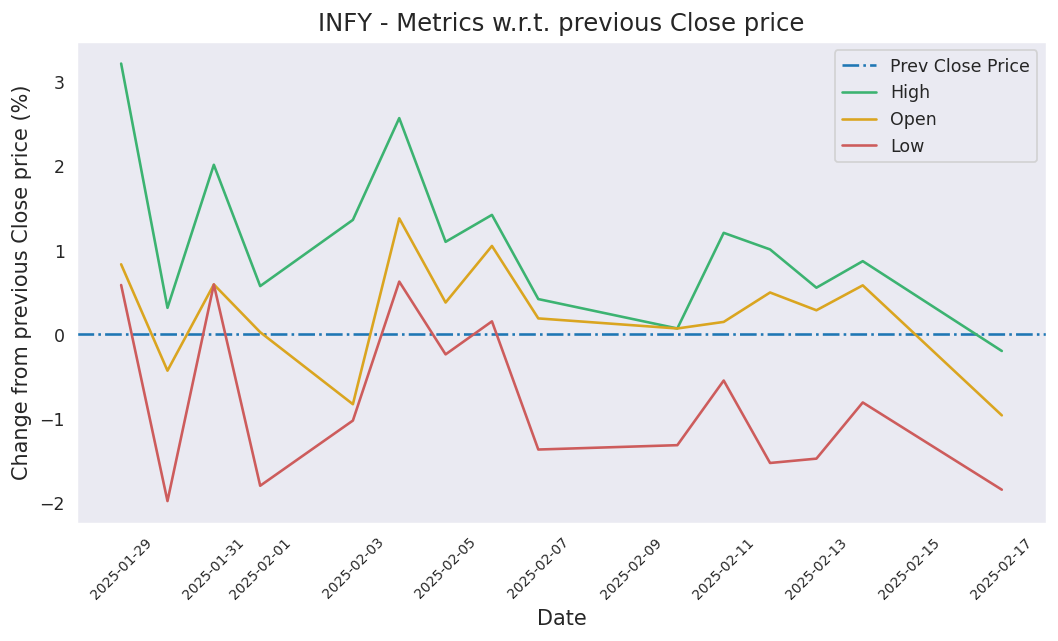 INFY - Metrics w.r.t. previous Close price
Prev Close Price
High
Open
Low
Change from previous Close price (%)
3
2
1
0
−1
−2
2025-01-29
2025-01-31
2025-02-01
2025-02-03
2025-02-05
2025-02-07
2025-02-09
2025-02-11
2025-02-13
2025-02-15
2025-02-17
Date